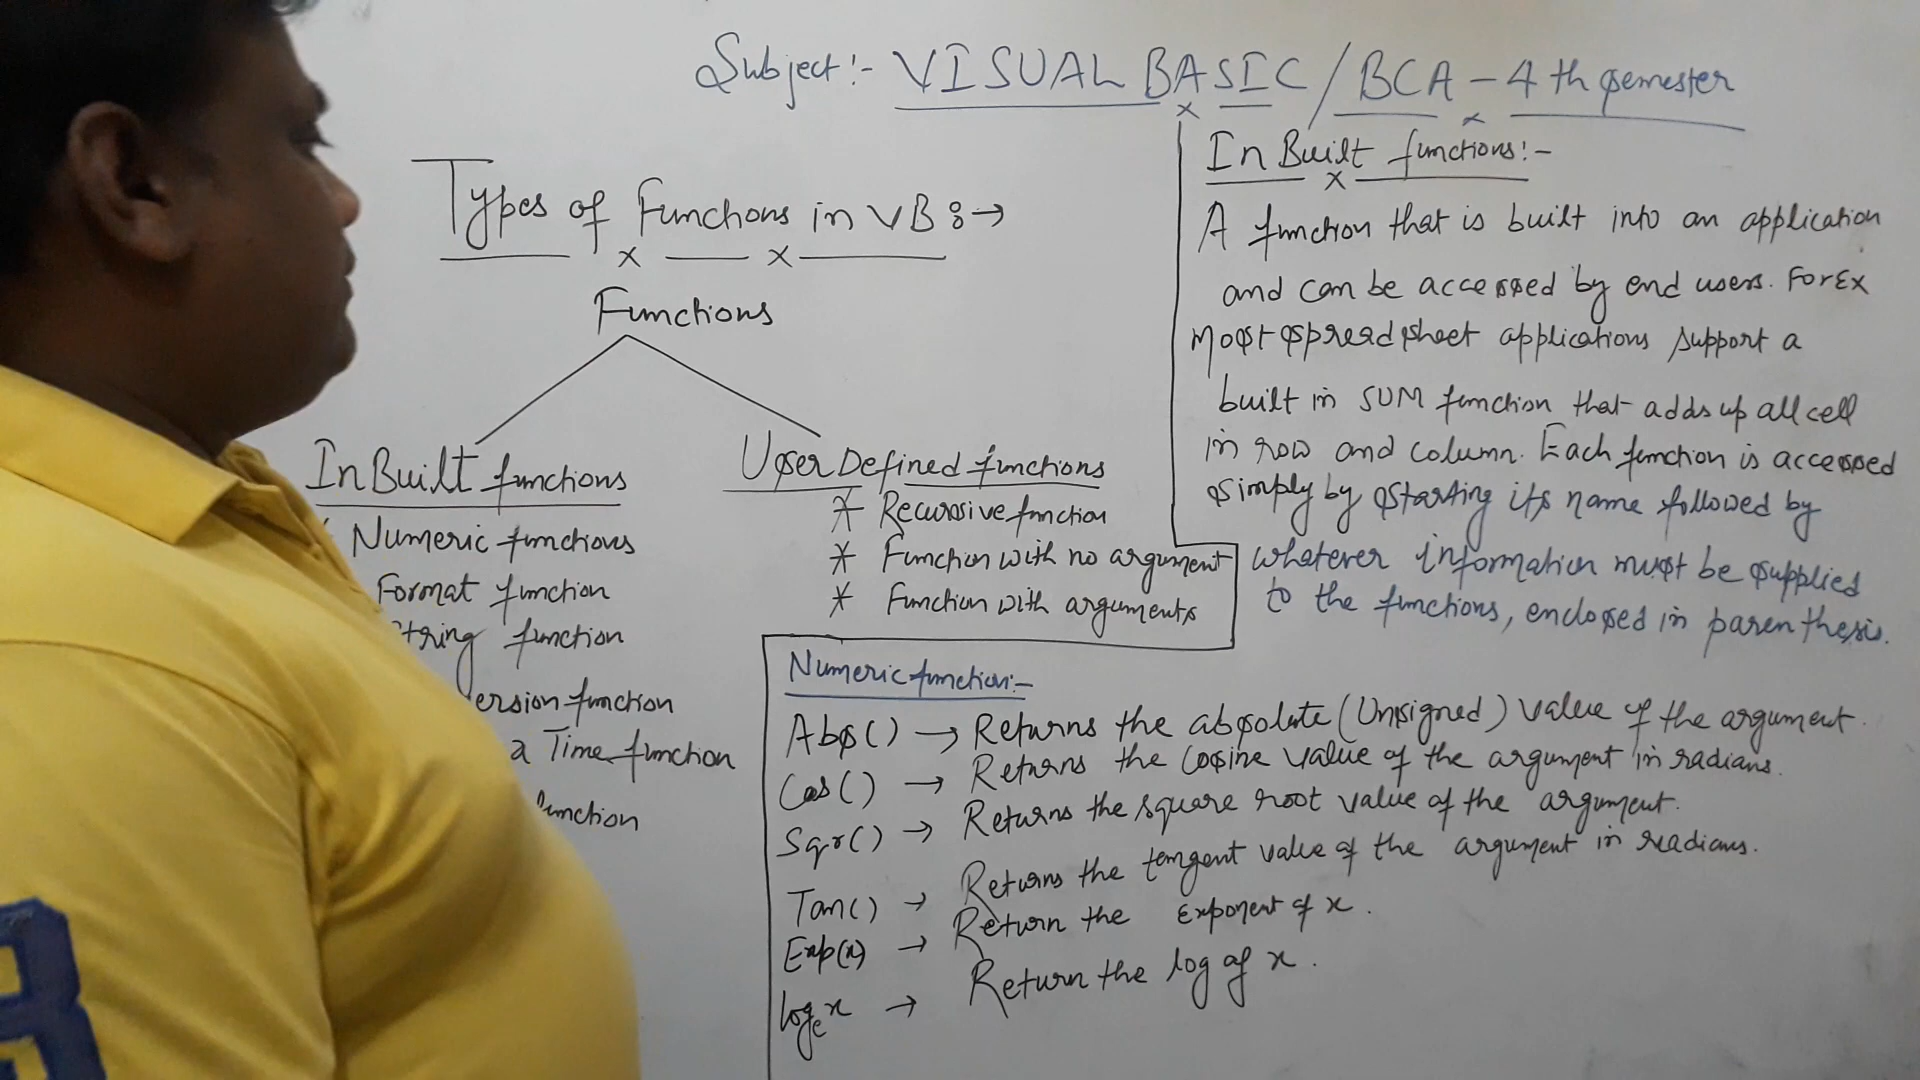 Subject:- VISUAL BASIC / BCA - 4th semester
Types of Functions in VB:→
Functions
InBuilt functions
Numeric functions
Format function
String function
ersion function
a Time function
function
User Defined functions
* Recursive function
* Function with no argument
* Function with arguments
InBuilt functions:-
A function that is built into an application
and can be accessed by end users. For Ex
most spreadsheet applications support a
built in SUM function that adds up all cell
in row and column. Each function is accessed
simply by starting its name followed by
whatever information must be supplied
to the functions, enclosed in parenthesis.
Numeric function:-
Abs() → Returns the absolute (Unsigned) value of the argument.
Cos() → Returns the Cosine value of the argument in radians.
Sqr() → Returns the square root value of the argument.
Tan() → Returns the tangent value of the argument in radians.
Exp(x) → Return the exponent of x.
logₑx → Return the log of x.